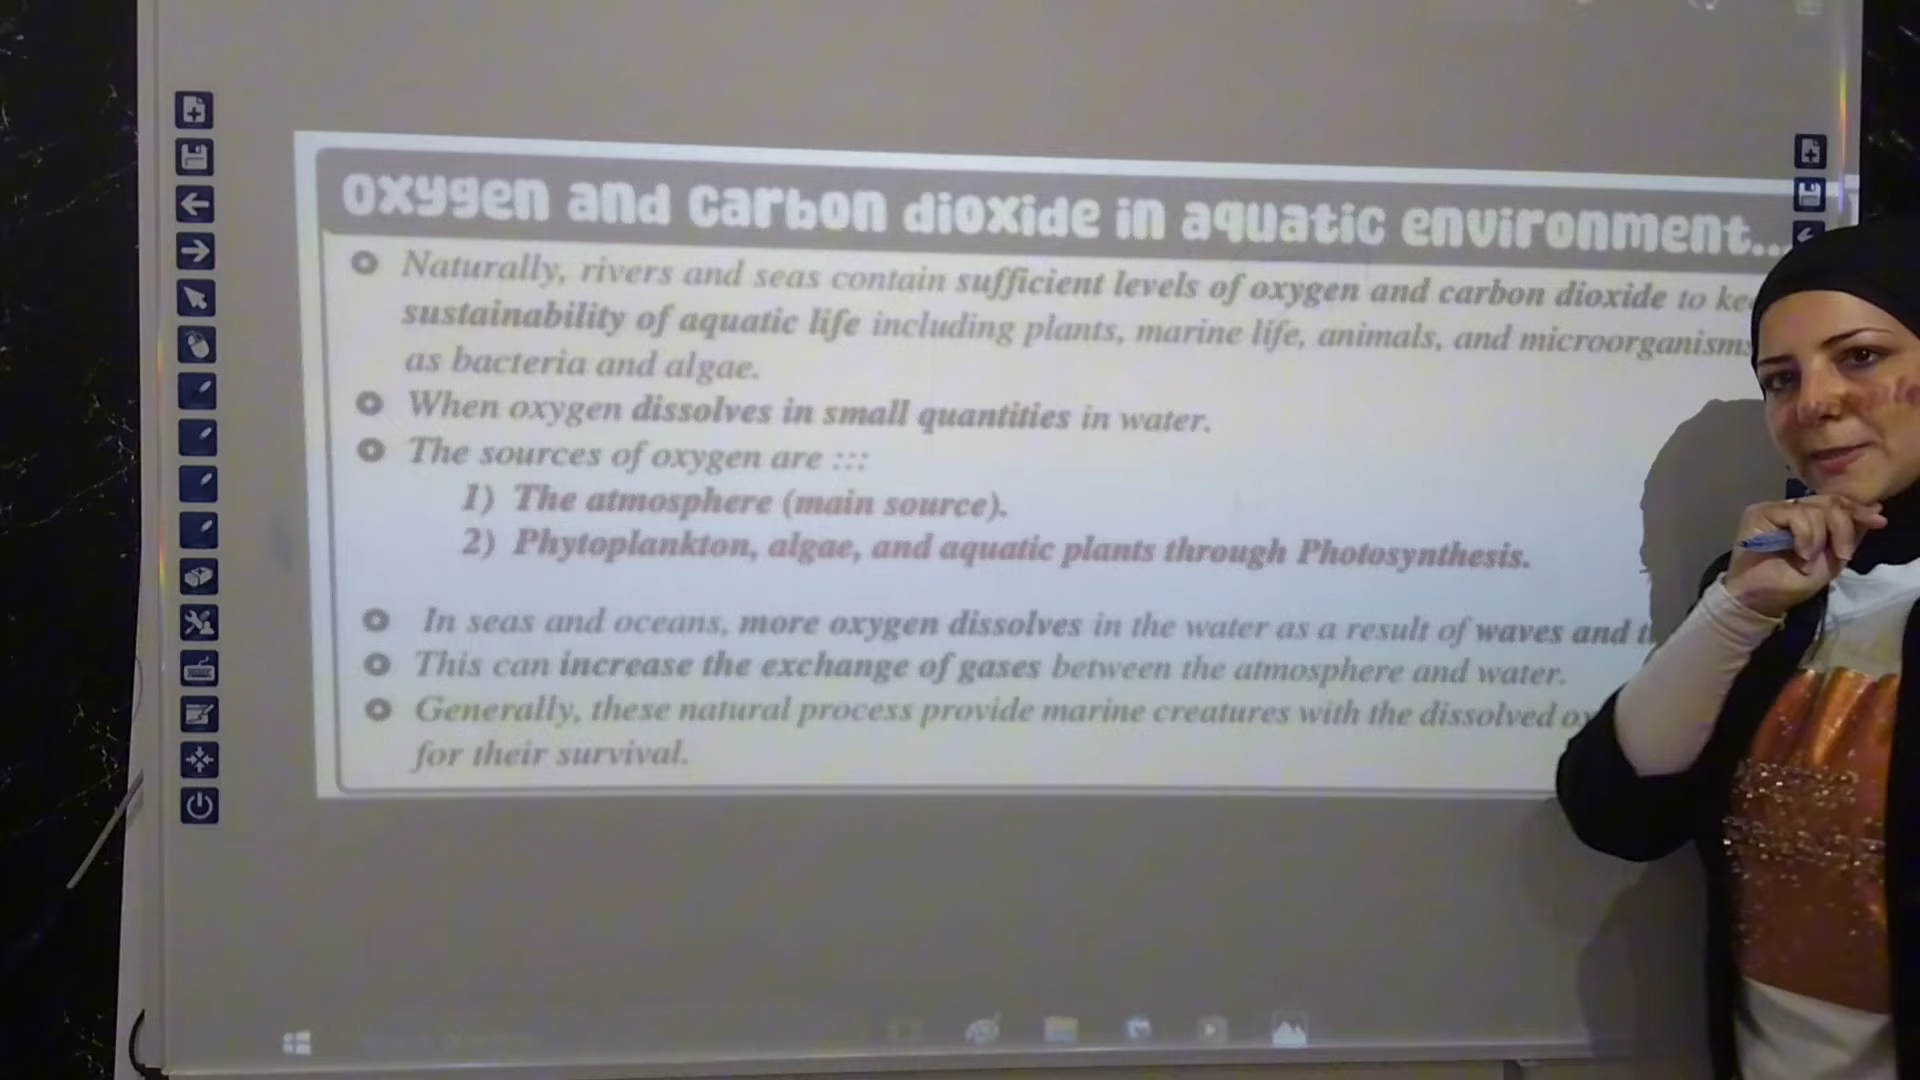 oxygen and carbon dioxide in aquatic environment...
Naturally, rivers and seas contain sufficient levels of oxygen and carbon dioxide to
sustainability of aquatic life including plants, marine life, animals, and microorganisms
as bacteria and algae.
When oxygen dissolves in small quantities in water.
The sources of oxygen are :::
1) The atmosphere (main source).
2) Phytoplankton, algae, and aquatic plants through Photosynthesis.
In seas and oceans, more oxygen dissolves in the water as a result of waves and
This can increase the exchange of gases between the atmosphere and water.
Generally, these natural process provide marine creatures with the dissolved
for their survival.